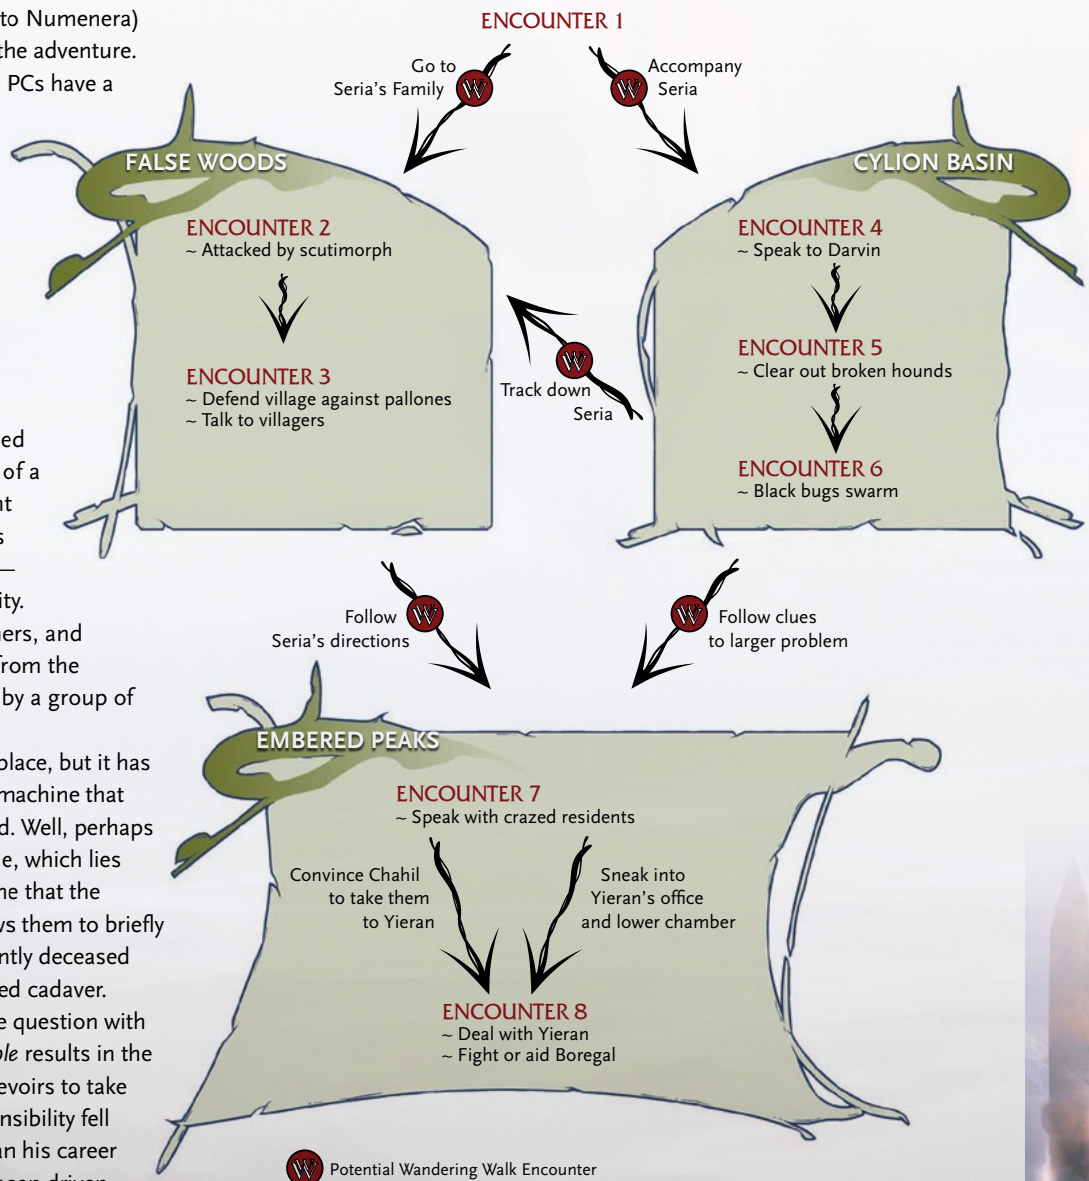 to Numenera)
the adventure.
PCs have a
ENCOUNTER 1
Go to
Seria's Family
W
W
Accompany
Seria
FALSE WOODS
ENCOUNTER 2
~ Attacked by scutimorph
ENCOUNTER 3
~ Defend village against pallones
~ Talk to villagers
CYLION BASIN
ENCOUNTER 4
~ Speak to Darvin
ENCOUNTER 5
~ Clear out broken hounds
ENCOUNTER 6
~ Black bugs swarm
W
Track down
Seria
ed
of a
nt
s
—
ity.
ners, and
from the
by a group of
place, but it has
machine that
d. Well, perhaps
e, which lies
ne that the
ws them to briefly
ntly deceased
ed cadaver.
e question with
ple results in the
evoirs to take
nsibility fell
an his career
Follow
Seria's directions
W
W
Follow clues
to larger problem
EMBERED PEAKS
ENCOUNTER 7
~ Speak with crazed residents
Convince Chahil
to take them
to Yieran
Sneak into
Yieran's office
and lower chamber
ENCOUNTER 8
~ Deal with Yieran
~ Fight or aid Boregal
W Potential Wandering Walk Encounter